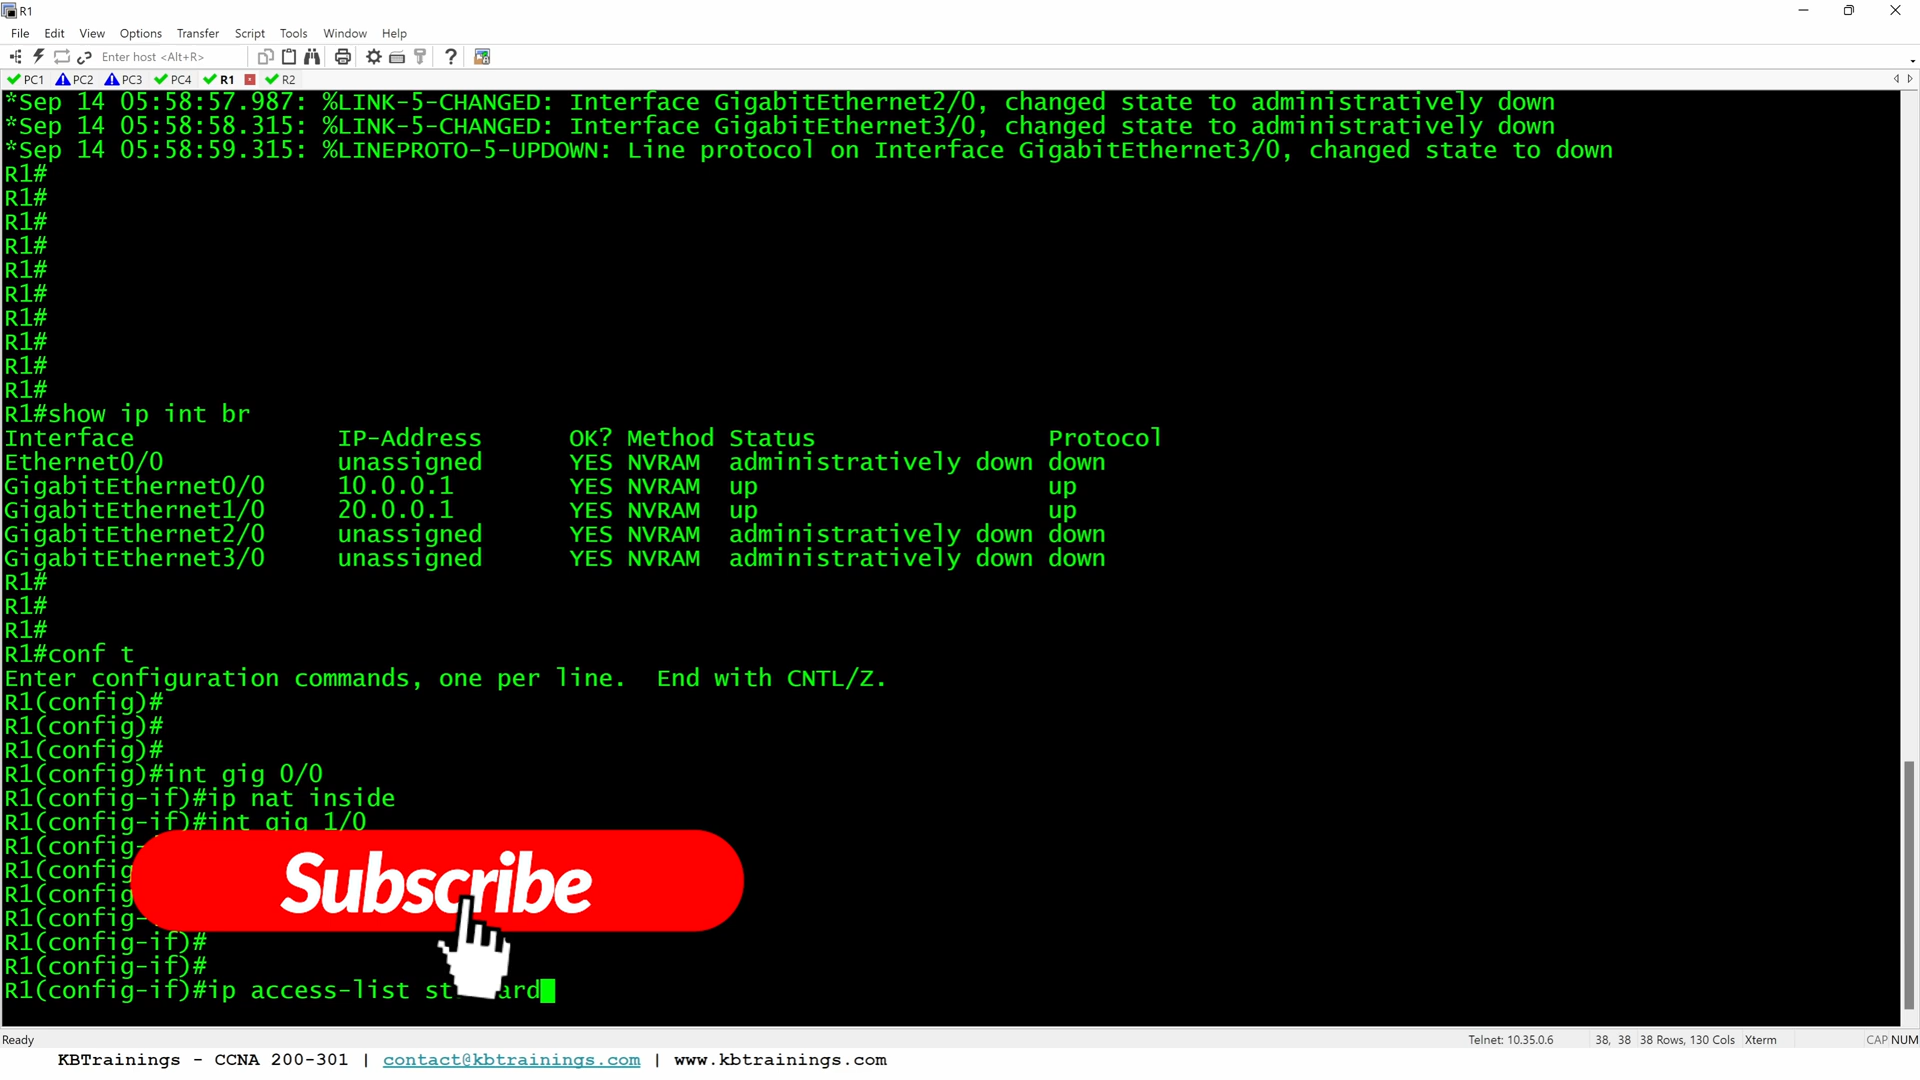 R1
File Edit View Options Transfer Script Tools Window Help
Enter host <Alt+R>
PC1 PC2 PC3 PC4 R1 R2
*Sep 14 05:58:57.987: %LINK-5-CHANGED: Interface GigabitEthernet2/0, changed state to administratively down
*Sep 14 05:58:58.315: %LINK-5-CHANGED: Interface GigabitEthernet3/0, changed state to administratively down
*Sep 14 05:58:59.315: %LINEPROTO-5-UPDOWN: Line protocol on Interface GigabitEthernet3/0, changed state to down
R1#
R1#
R1#
R1#
R1#
R1#
R1#
R1#
R1#
R1#
R1#show ip int br
Interface IP-Address OK? Method Status Protocol
Ethernet0/0 unassigned YES NVRAM administratively down down
GigabitEthernet0/0 10.0.0.1 YES NVRAM up up
GigabitEthernet1/0 20.0.0.1 YES NVRAM up up
GigabitEthernet2/0 unassigned YES NVRAM administratively down down
GigabitEthernet3/0 unassigned YES NVRAM administratively down down
R1#
R1#
R1#
R1#conf t
Enter configuration commands, one per line. End with CNTL/Z.
R1(config)#
R1(config)#
R1(config)#
R1(config)#int gig 0/0
R1(config-if)#ip nat inside
R1(config-if)#int gig 1/0
R1(config-
R1(config
R1(config
R1(config-
Subscribe
R1(config-if)#
R1(config-if)#
R1(config-if)#ip access-list
Ready Telnet: 10.35.0.6 38, 38 38 Rows, 130 Cols Xterm CAP NUM
KBTrainings - CCNA 200-301 | contact@kbtrainings.com | www.kbtrainings.com